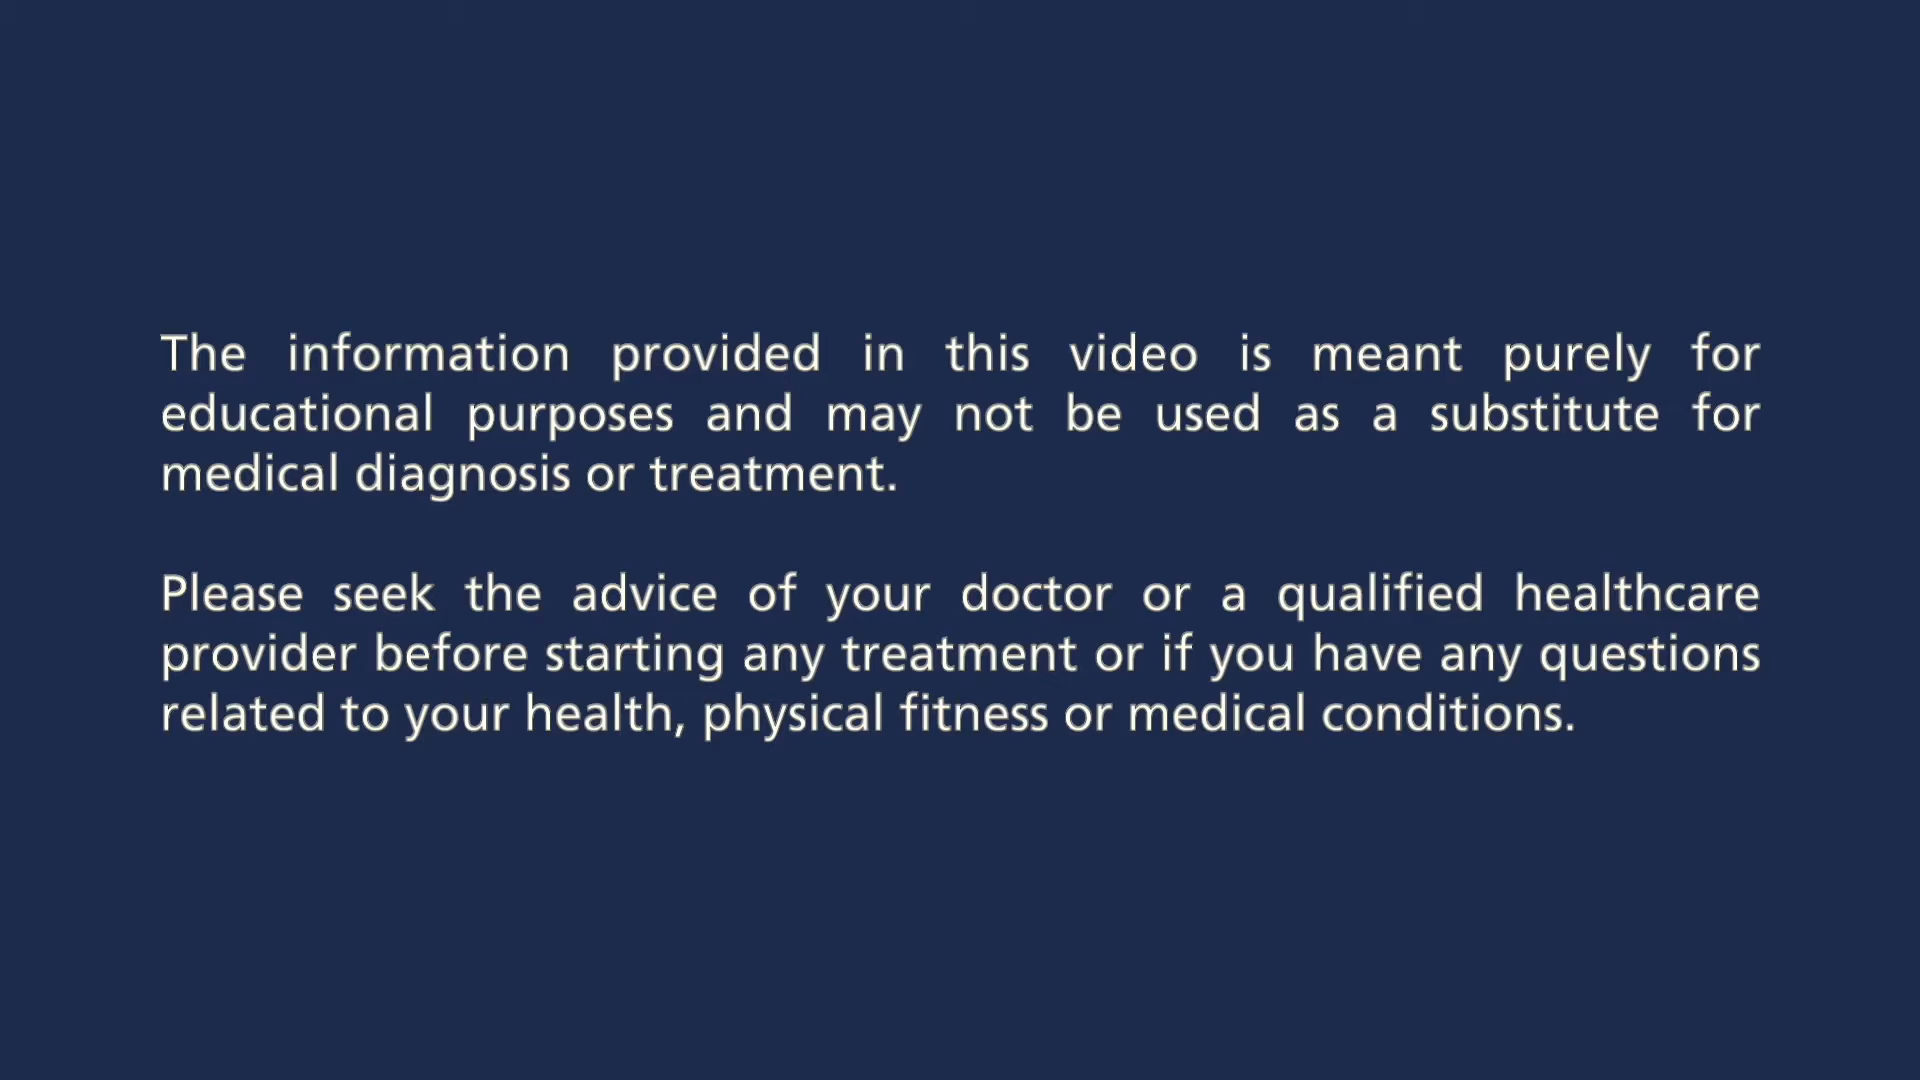 The information provided in this video is meant purely for
educational purposes and may not be used as a substitute for
medical diagnosis or treatment.
Please seek the advice of your doctor or a qualified healthcare
provider before starting any treatment or if you have any questions
related to your health, physical fitness or medical conditions.